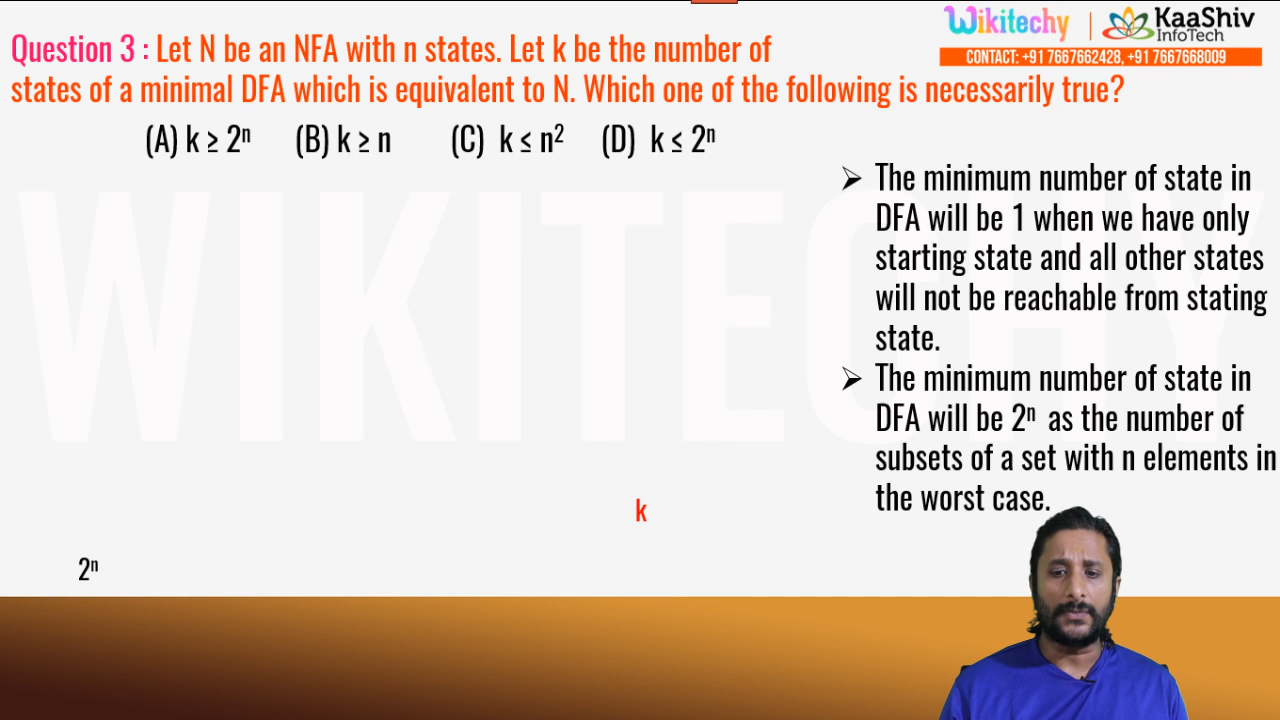 Wikitechy | KaaShiv
InfoTech
CONTACT: +91 7667662428, +91 7667668009
Question 3 : Let N be an NFA with n states. Let k be the number of
states of a minimal DFA which is equivalent to N. Which one of the following is necessarily true?
(A) k ≥ 2ⁿ (B) k ≥ n (C) k ≤ n² (D) k ≤ 2ⁿ
➢ The minimum number of state in
DFA will be 1 when we have only
starting state and all other states
will not be reachable from stating
state.
➢ The minimum number of state in
DFA will be 2ⁿ as the number of
subsets of a set with n elements in
the worst case.
k
2ⁿ
WIKITECHY